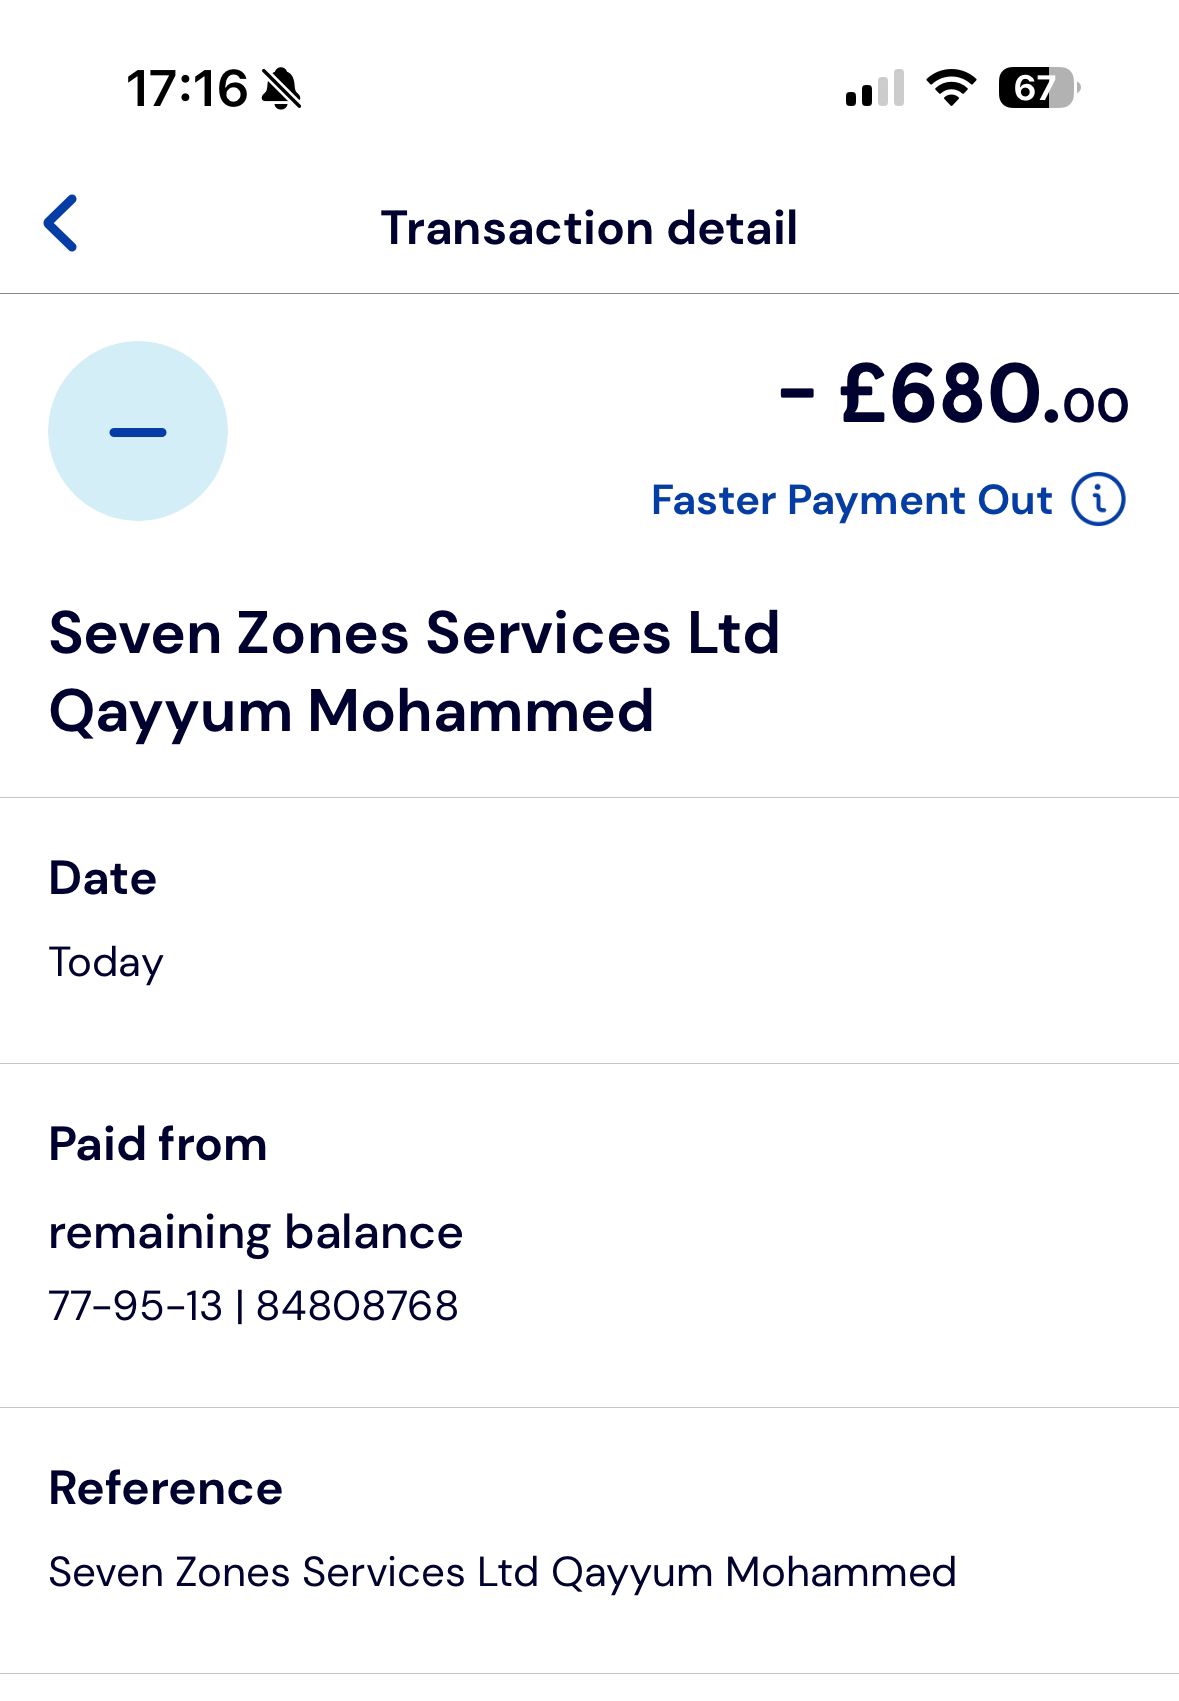 17:16
67
Transaction detail
- £680.00
Faster Payment Out i
Seven Zones Services Ltd
Qayyum Mohammed
Date
Today
Paid from
remaining balance
77-95-13 | 84808768
Reference
Seven Zones Services Ltd Qayyum Mohammed